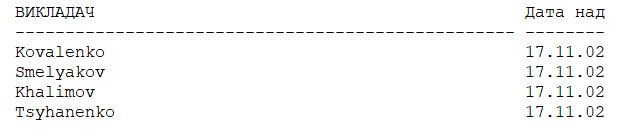 ВИКЛАДАЧ Дата над
-------------------------------------------------- --------
Kovalenko 17.11.02
Smelyakov 17.11.02
Khalimov 17.11.02
Tsyhanenko 17.11.02